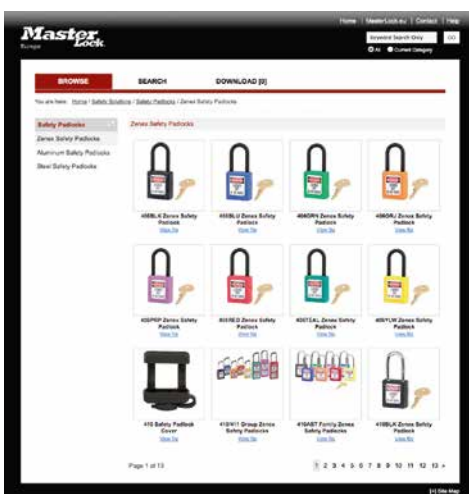 Home | MasterLock.eu | Contact | Help
Master Lock
Europe
Keyword Search Only
GO
All Current Category
BROWSE
SEARCH
DOWNLOAD [0]
You are here: Home / Safety Solutions / Safety Padlocks / Zenex Safety Padlocks
Safety Padlocks
Zenex Safety Padlocks
Zenex Safety Padlocks
Aluminum Safety Padlocks
Steel Safety Padlocks
406BLK Zenex Safety
Padlock
View file
406BLU Zenex Safety
Padlock
View file
406GRN Zenex Safety
Padlock
View file
406ORJ Zenex Safety
Padlock
View file
406PRP Zenex Safety
Padlock
View file
406RED Zenex Safety
Padlock
View file
406TEAL Zenex Safety
Padlock
View file
406YLW Zenex Safety
Padlock
View file
410 Safety Padlock
Cover
View file
410/411 Group Zenex
Safety Padlocks
View file
410ABT Family Zenex
Safety Padlocks
View file
410BLK Zenex Safety
Padlock
View file
Page 1 of 13
1 2 3 4 5 6 7 8 9 10 11 12 13 »
[+] Site Map